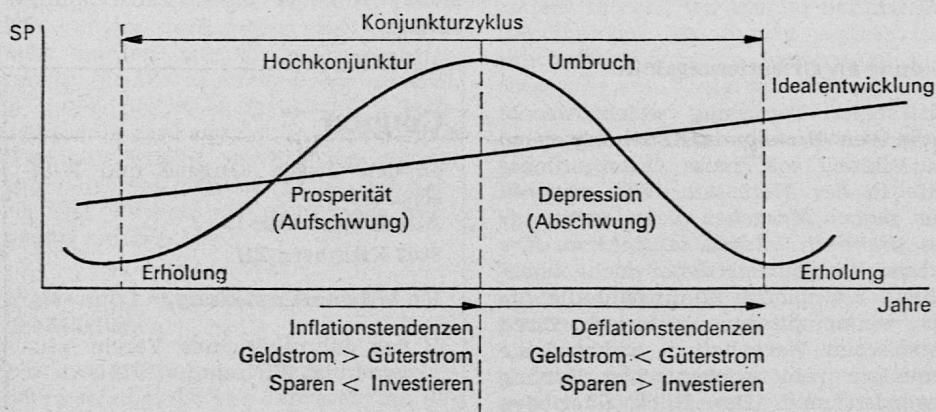 Konjunkturzyklus
SP
Hochkonjunktur
Umbruch
Idealentwicklung
Prosperität
(Aufschwung)
Depression
(Abschwung)
Erholung
Erholung
Jahre
Inflationstendenzen
Geldstrom > Güterstrom
Sparen < Investieren
Deflationstendenzen
Geldstrom < Güterstrom
Sparen > Investieren